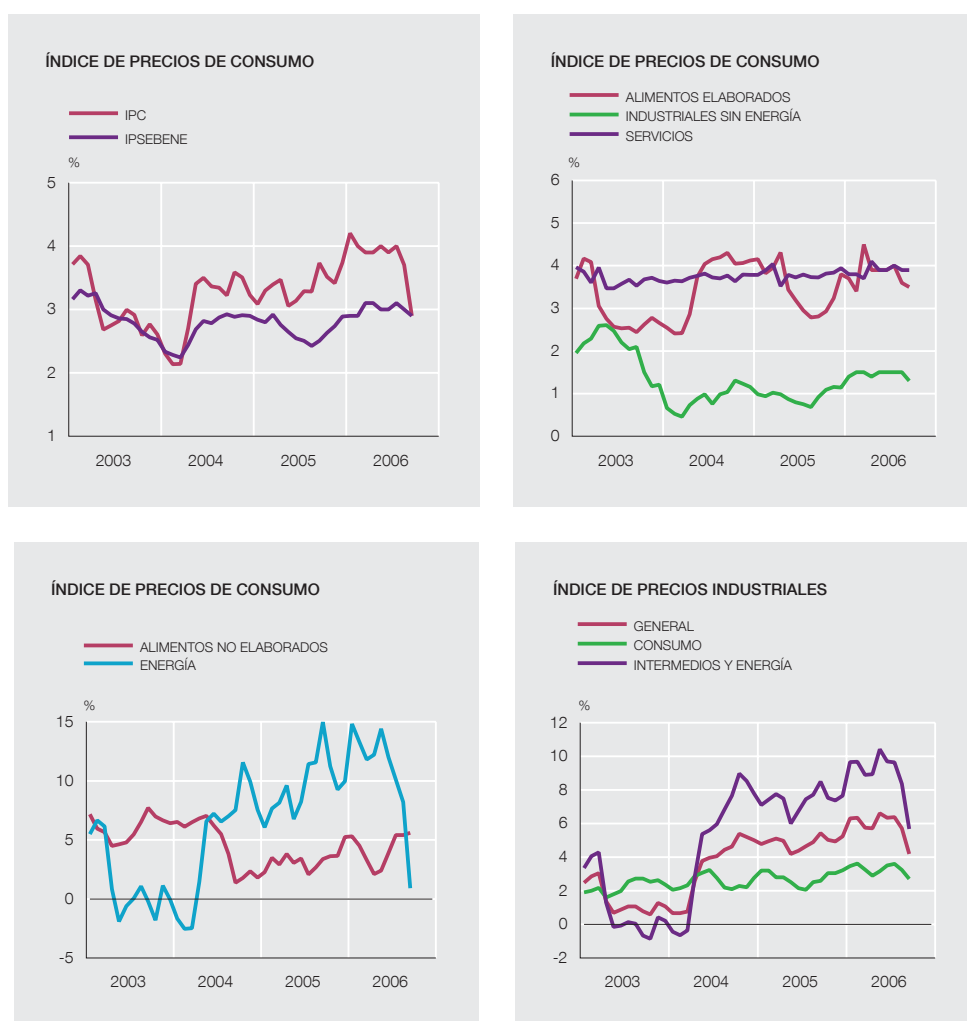 ÍNDICE DE PRECIOS DE CONSUMO
IPC
IPSEBENE
%
5
4
3
2
1
2003 2004 2005 2006
ÍNDICE DE PRECIOS DE CONSUMO
ALIMENTOS ELABORADOS
INDUSTRIALES SIN ENERGÍA
SERVICIOS
%
6
5
4
3
2
1
0
2003 2004 2005 2006
ÍNDICE DE PRECIOS DE CONSUMO
ALIMENTOS NO ELABORADOS
ENERGÍA
%
15
10
5
0
-5
2003 2004 2005 2006
ÍNDICE DE PRECIOS INDUSTRIALES
GENERAL
CONSUMO
INTERMEDIOS Y ENERGÍA
%
12
10
8
6
4
2
0
-2
2003 2004 2005 2006